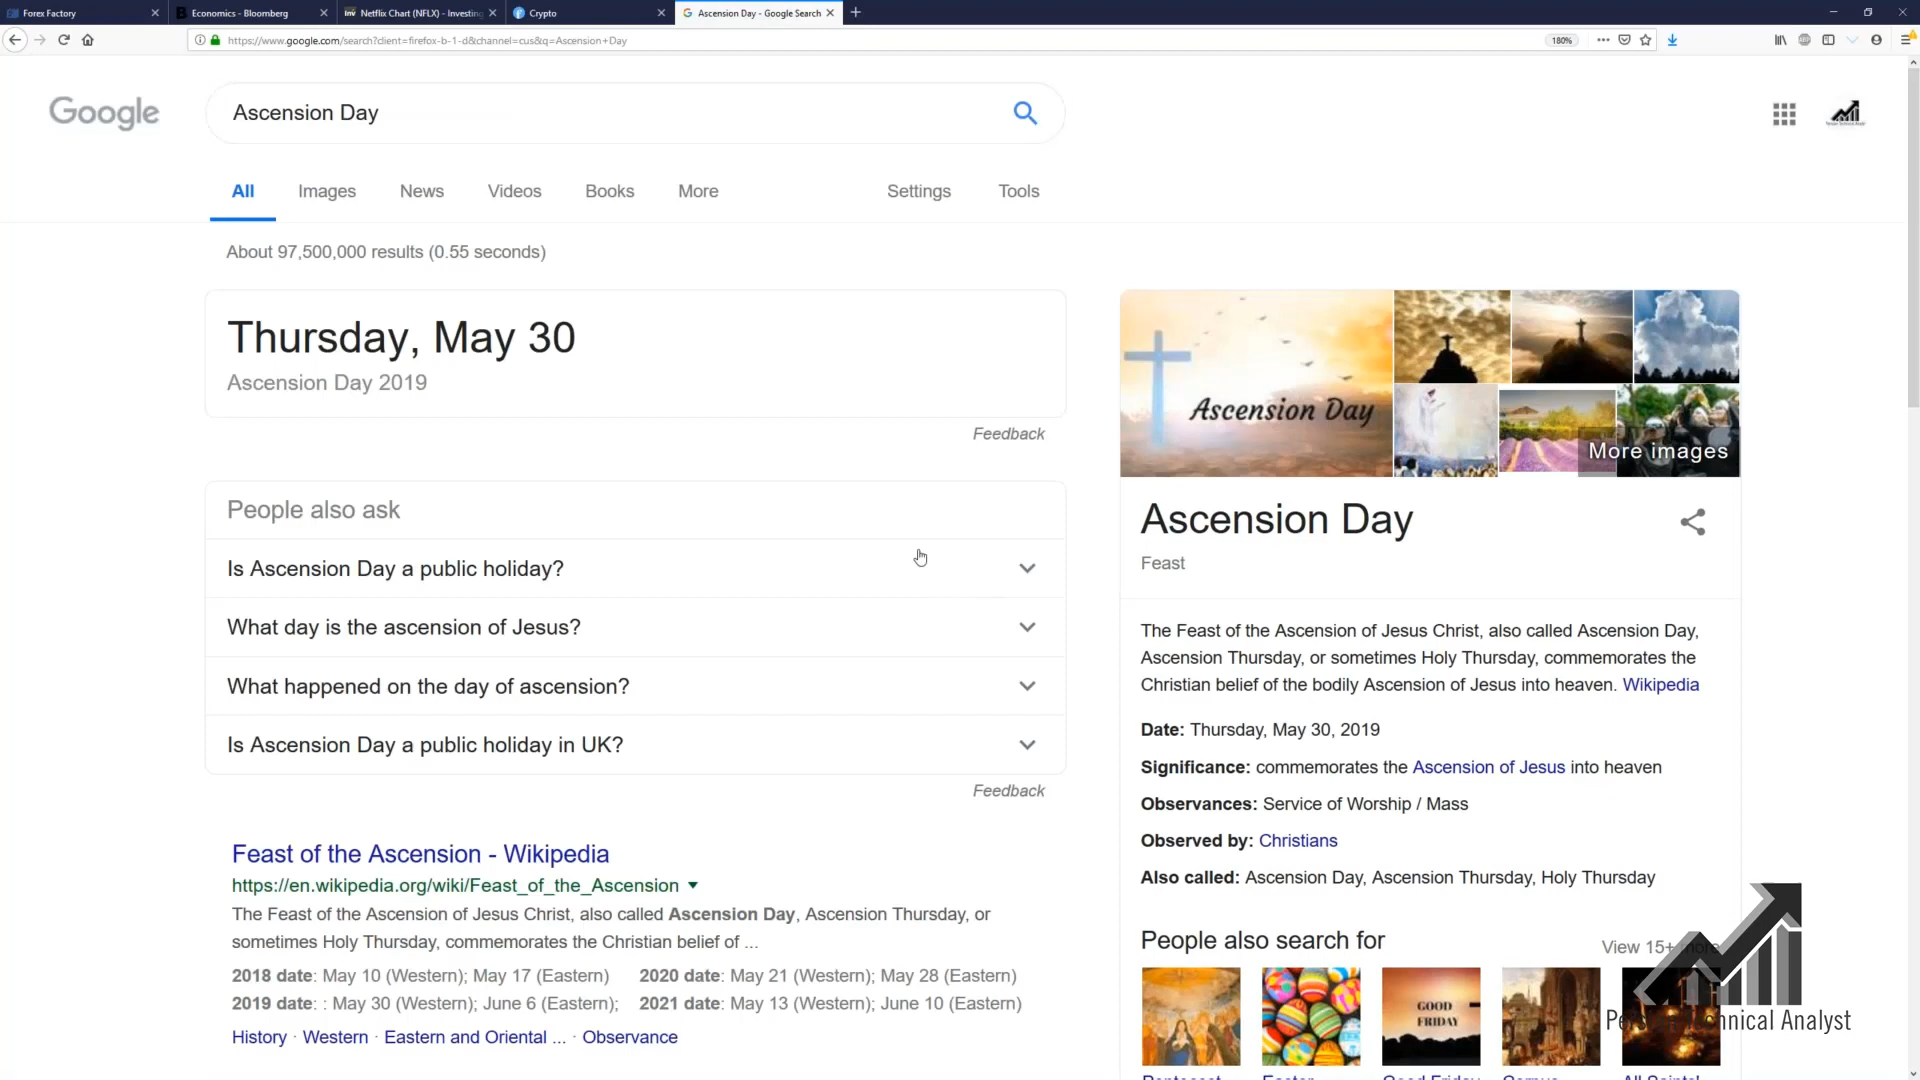 Forex Factory
Economics - Bloomberg
Netflix Chart (NFLX) - Investing
Crypto
Ascension Day - Google Search
https://www.google.com/search?client=firefox-b-1-d&channel=cus&q=Ascension+Day
180%
Google
Ascension Day
All
Images
News
Videos
Books
More
Settings
Tools
About 97,500,000 results (0.55 seconds)
Thursday, May 30
Ascension Day 2019
Feedback
People also ask
Is Ascension Day a public holiday?
What day is the ascension of Jesus?
What happened on the day of ascension?
Is Ascension Day a public holiday in UK?
Feedback
Feast of the Ascension - Wikipedia
https://en.wikipedia.org/wiki/Feast_of_the_Ascension
The Feast of the Ascension of Jesus Christ, also called Ascension Day, Ascension Thursday, or
sometimes Holy Thursday, commemorates the Christian belief of ...
2018 date: May 10 (Western); May 17 (Eastern) 2020 date: May 21 (Western); May 28 (Eastern)
2019 date: : May 30 (Western); June 6 (Eastern); 2021 date: May 13 (Western); June 10 (Eastern)
History · Western · Eastern and Oriental ... · Observance
Ascension Day
More images
Ascension Day
Feast
The Feast of the Ascension of Jesus Christ, also called Ascension Day,
Ascension Thursday, or sometimes Holy Thursday, commemorates the
Christian belief of the bodily Ascension of Jesus into heaven. Wikipedia
Date: Thursday, May 30, 2019
Significance: commemorates the Ascension of Jesus into heaven
Observances: Service of Worship / Mass
Observed by: Christians
Also called: Ascension Day, Ascension Thursday, Holy Thursday
People also search for
View 15+ more
GOOD
FRIDAY
Pentecost
Easter
Good Friday
Corpus
All Saints'
Analyst